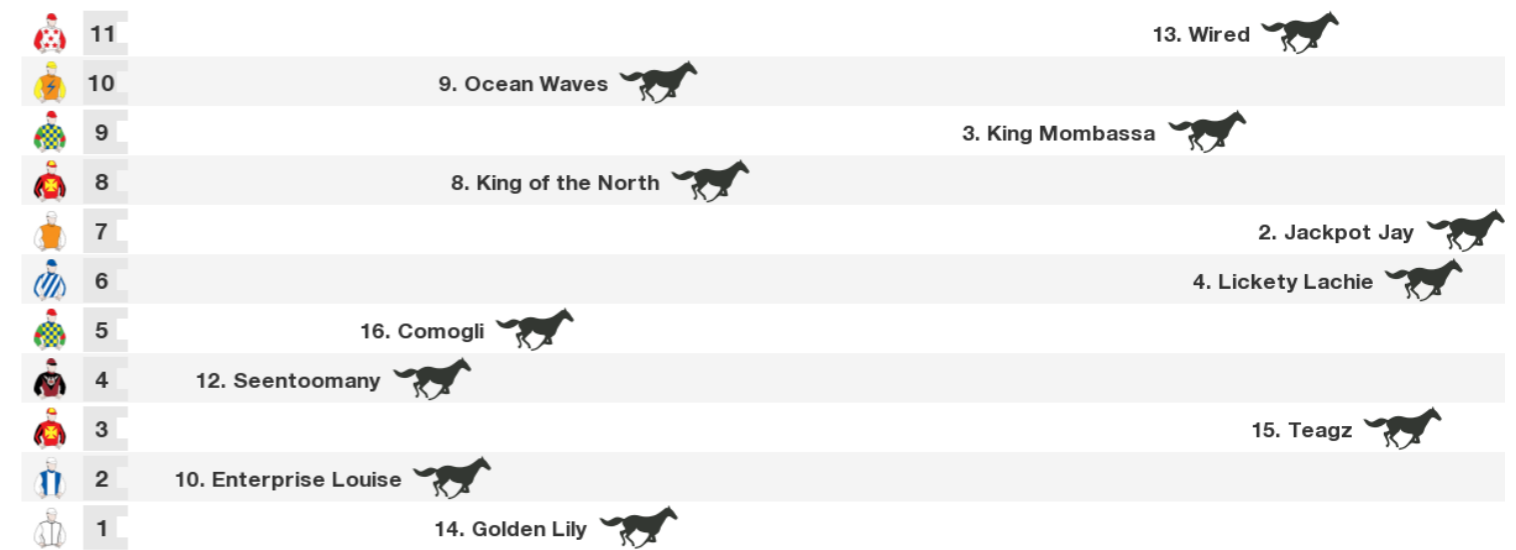 11 13. Wired
10 9. Ocean Waves
9 3. King Mombassa
8 8. King of the North
7 2. Jackpot Jay
6 4. Lickety Lachie
5 16. Comogli
4 12. Seentoomany
3 15. Teagz
2 10. Enterprise Louise
1 14. Golden Lily